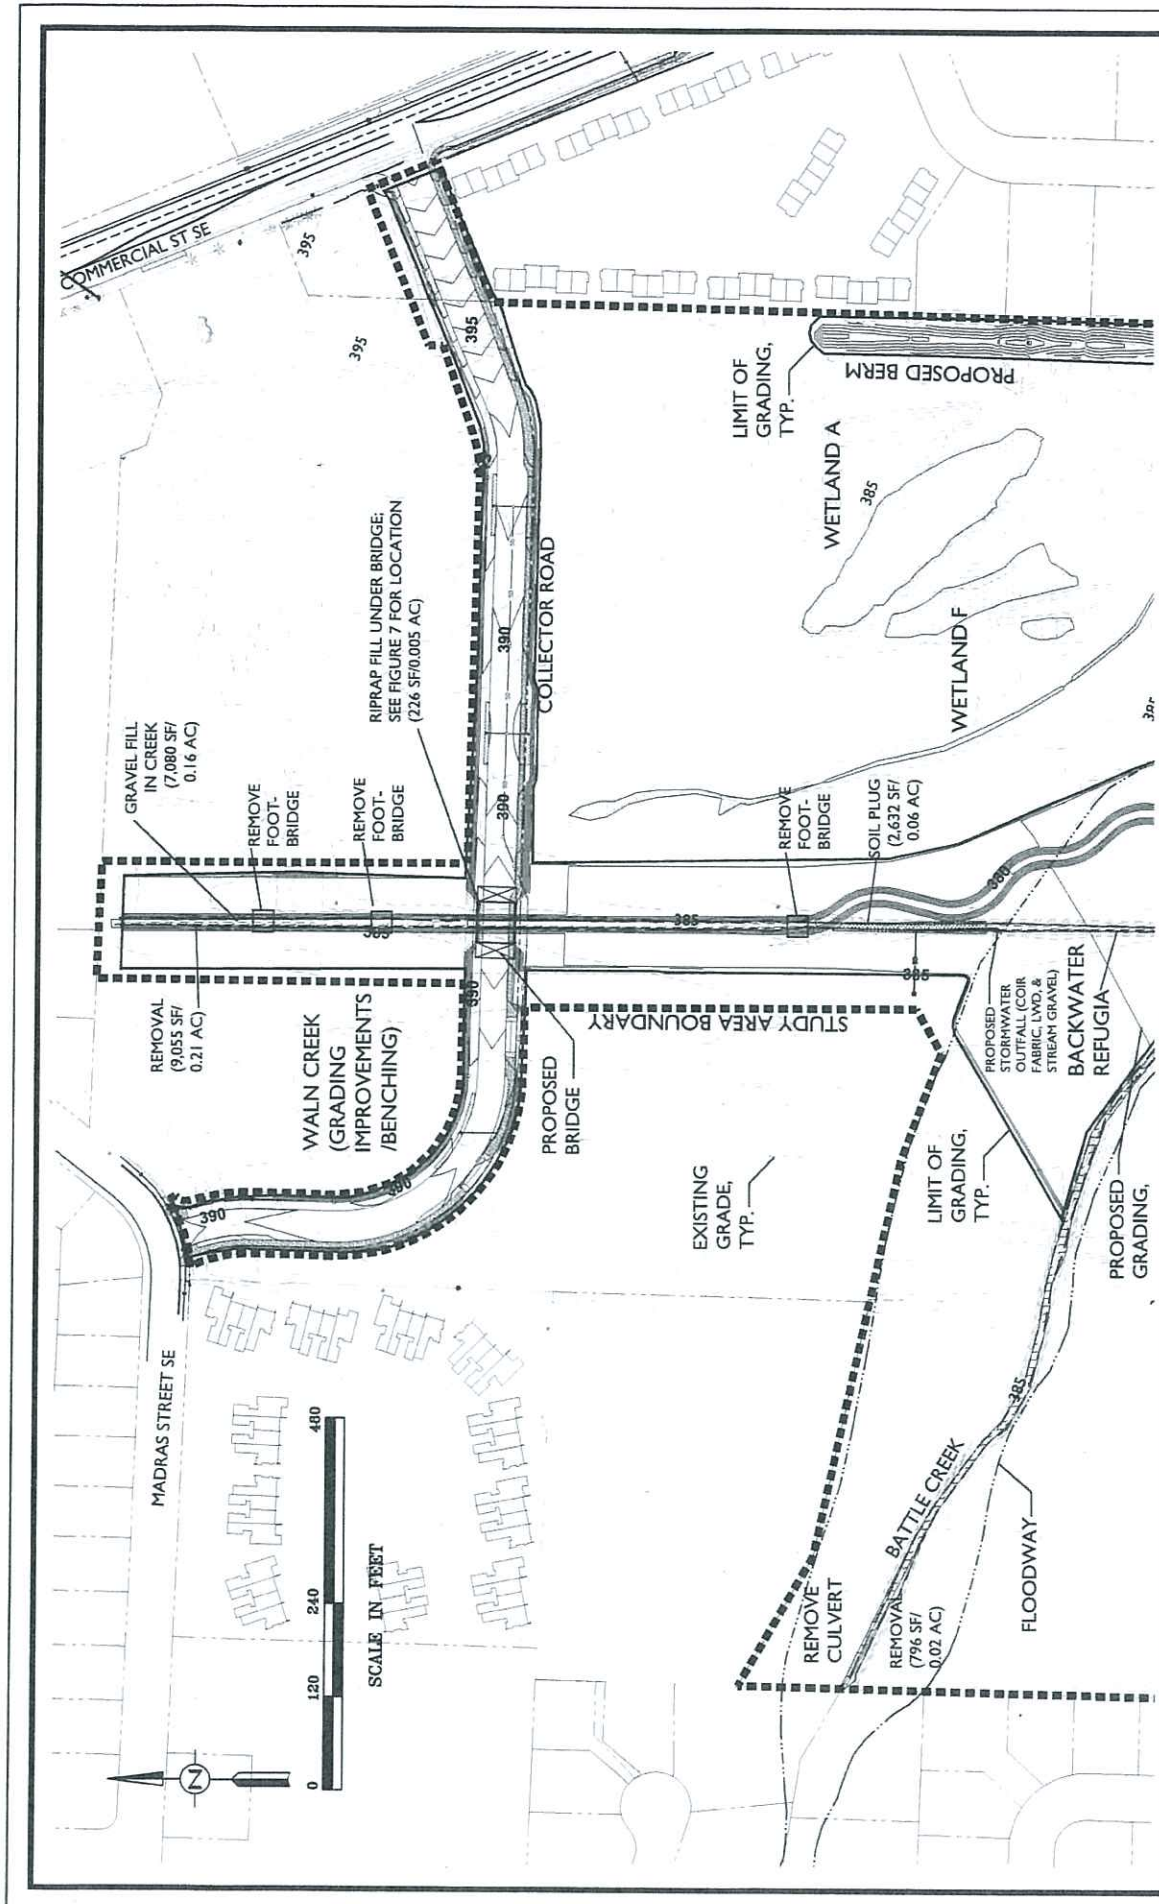 COMMERCIAL ST SE
395
395
395
LIMIT OF
GRADING,
TYP.
PROPOSED BERM
WETLAND A
385
WETLAND F
COLLECTOR ROAD
390
390
RIPRAP FILL UNDER BRIDGE;
SEE FIGURE 7 FOR LOCATION
(226 SF/0.005 AC)
GRAVEL FILL
IN CREEK
(7,080 SF/
0.16 AC)
REMOVE
FOOT-
BRIDGE
REMOVE
FOOT-
BRIDGE
REMOVE
FOOT-
BRIDGE
SOIL PLUG
(2,632 SF/
0.06 AC)
380
385
385
385
390
REMOVAL
(9,055 SF/
0.21 AC)
WALN CREEK
(GRADING
IMPROVEMENTS
/BENCHING)
PROPOSED
BRIDGE
STUDY AREA BOUNDARY
PROPOSED
STORMWATER
OUTFALL (COIR
FABRIC, LWD, &
STREAM GRAVEL)
BACKWATER
REFUGIA
390
390
EXISTING
GRADE,
TYP.
LIMIT OF
GRADING,
TYP.
PROPOSED
GRADING,
MADRAS STREET SE
385
BATTLE CREEK
FLOODWAY
REMOVE
CULVERT
REMOVAL
(796 SF/
0.02 AC)
N
0 120 240 480
SCALE IN FEET